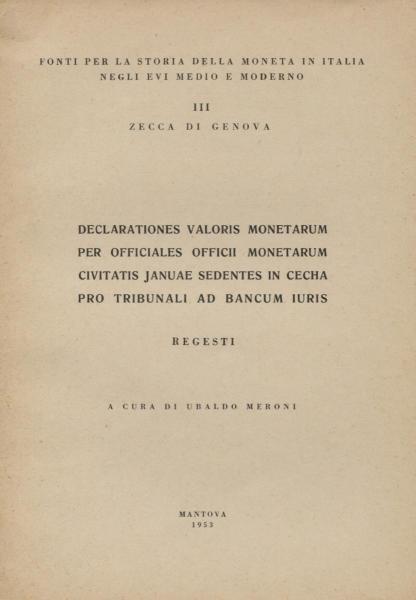 FONTI PER LA STORIA DELLA MONETA IN ITALIA
NEGLI EVI MEDIO E MODERNO
III
ZECCA DI GENOVA
DECLARATIONES VALORIS MONETARUM
PER OFFICIALES OFFICII MONETARUM
CIVITATIS JANUAE SEDENTES IN CECHA
PRO TRIBUNALI AD BANCUM IURIS
REGESTI
A CURA DI UBALDO MERONI
MANTOVA
1953